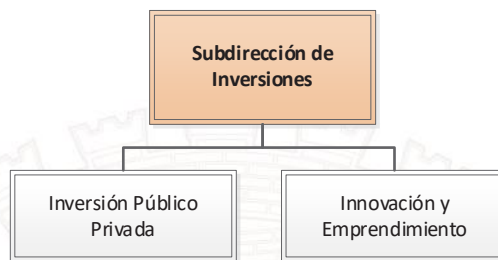 Subdirección de
Inversiones
Inversión Público
Privada
Innovación y
Emprendimiento